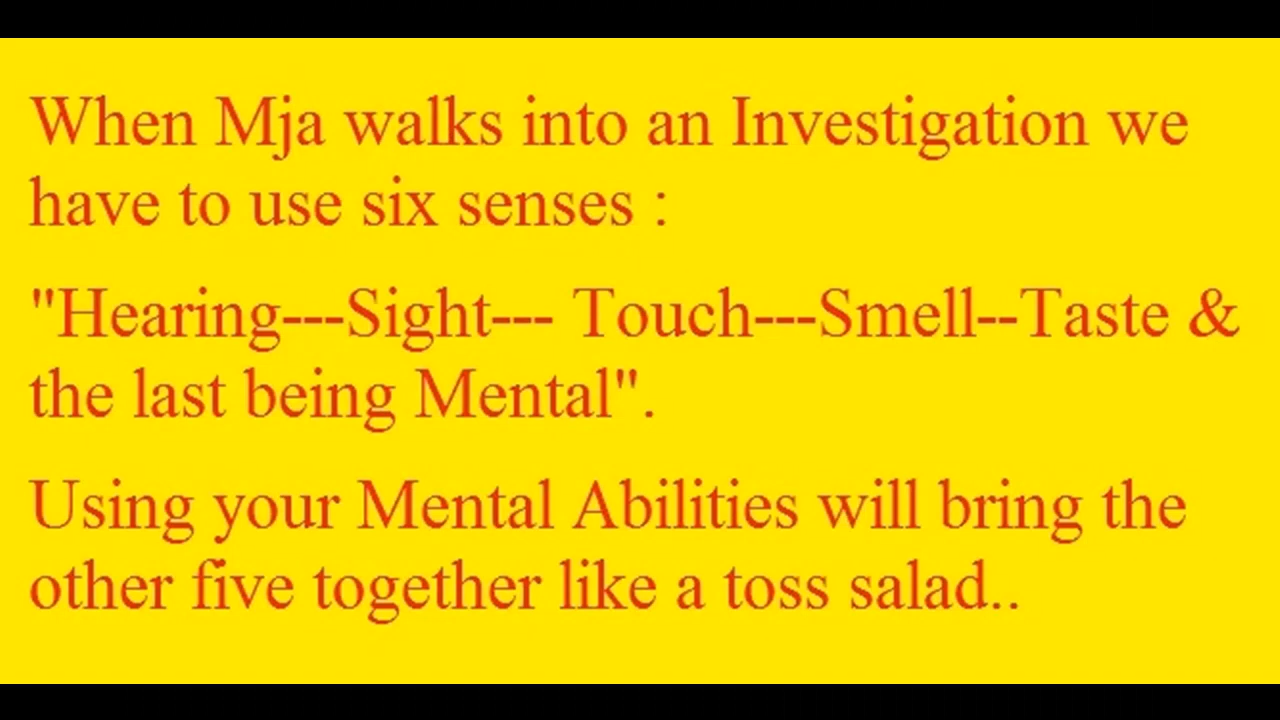 When Mja walks into an Investigation we
have to use six senses :
"Hearing---Sight--- Touch---Smell--Taste &
the last being Mental".
Using your Mental Abilities will bring the
other five together like a toss salad..